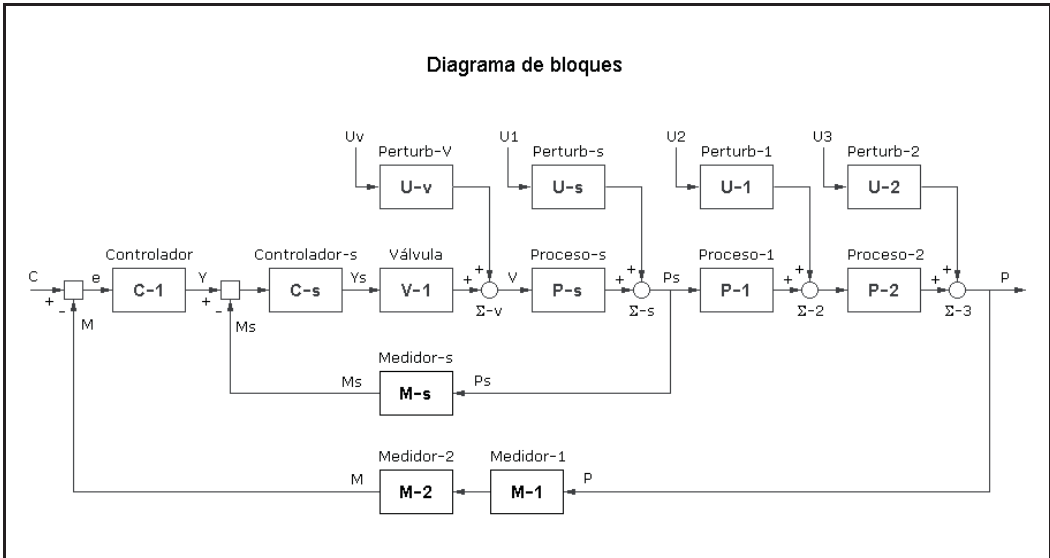 Diagrama de bloques
Uv U1 U2 U3
Perturb-V Perturb-s Perturb-1 Perturb-2
U-v U-s U-1 U-2
Controlador Controlador-s Válvula Proceso-s Proceso-1 Proceso-2
C e Y Ys V Ps P
C-1 C-s V-1 P-s P-1 P-2
+ - + - + + + + + + + +
Σ-v Σ-s Σ-2 Σ-3
M Ms
Medidor-s
Ms M-s Ps
Medidor-2 Medidor-1
M M-2 M-1 P